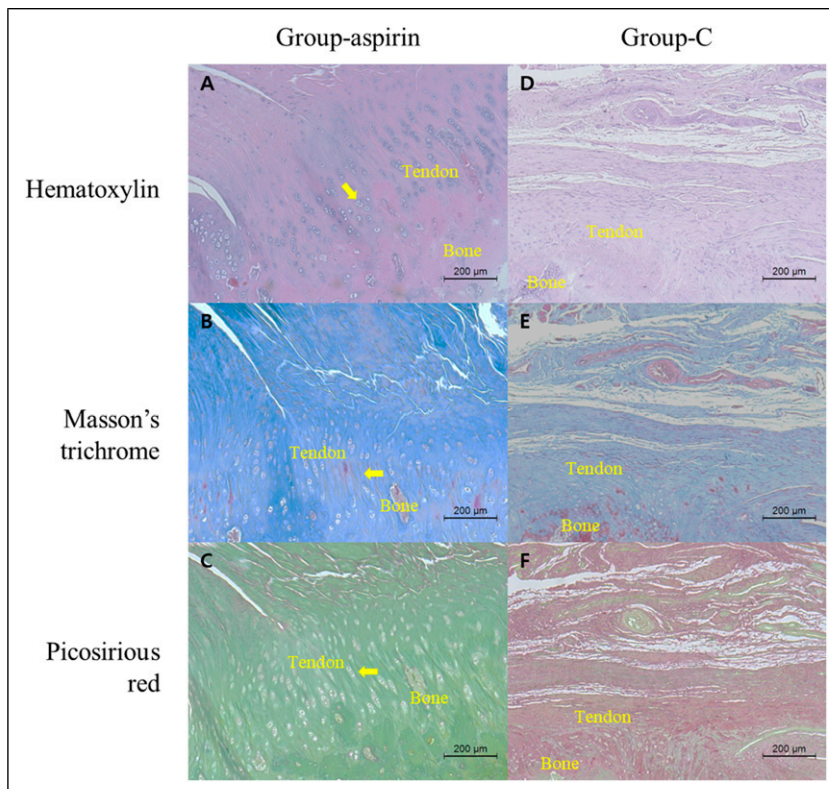 Group-aspirin
Group-C
Hematoxylin
A
Tendon
Bone
200 µm
D
Tendon
Bone
200 µm
Masson's
trichrome
B
Tendon
Bone
200 µm
E
Tendon
Bone
200 µm
Picosirious
red
C
Tendon
Bone
200 µm
F
Tendon
Bone
200 µm